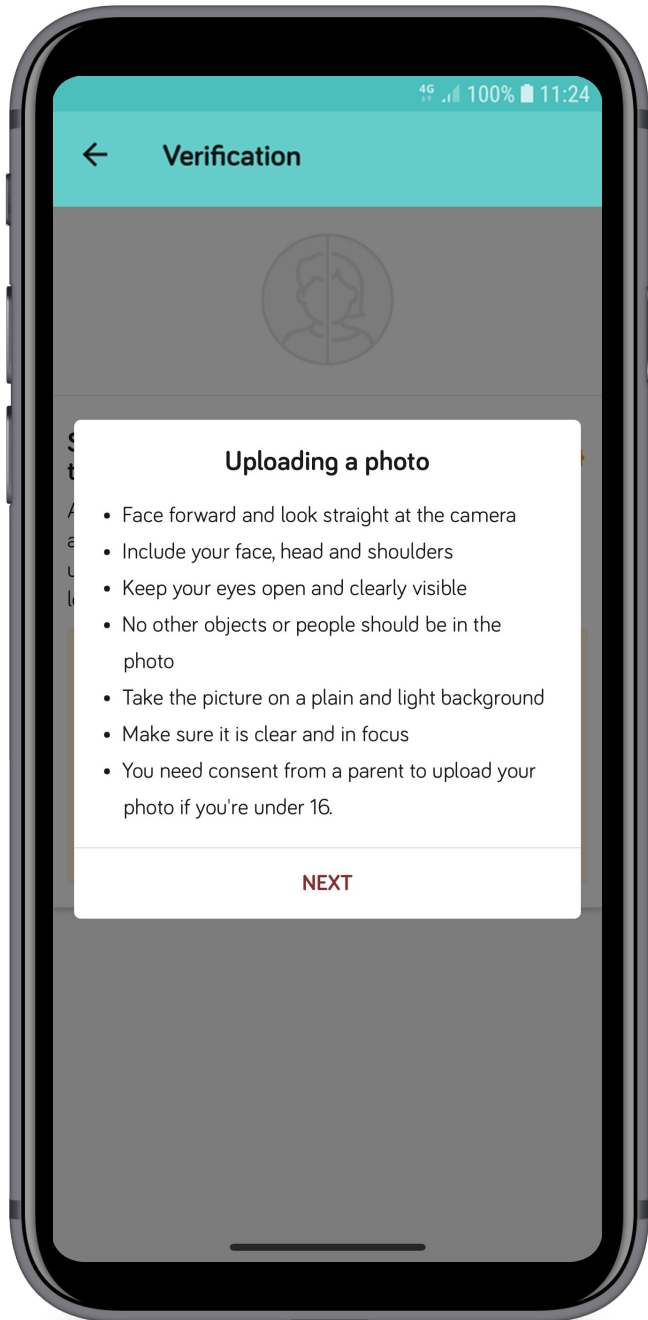 4G 100% 11:24
Verification
Uploading a photo
• Face forward and look straight at the camera
• Include your face, head and shoulders
• Keep your eyes open and clearly visible
• No other objects or people should be in the
photo
• Take the picture on a plain and light background
• Make sure it is clear and in focus
• You need consent from a parent to upload your
photo if you're under 16.
NEXT